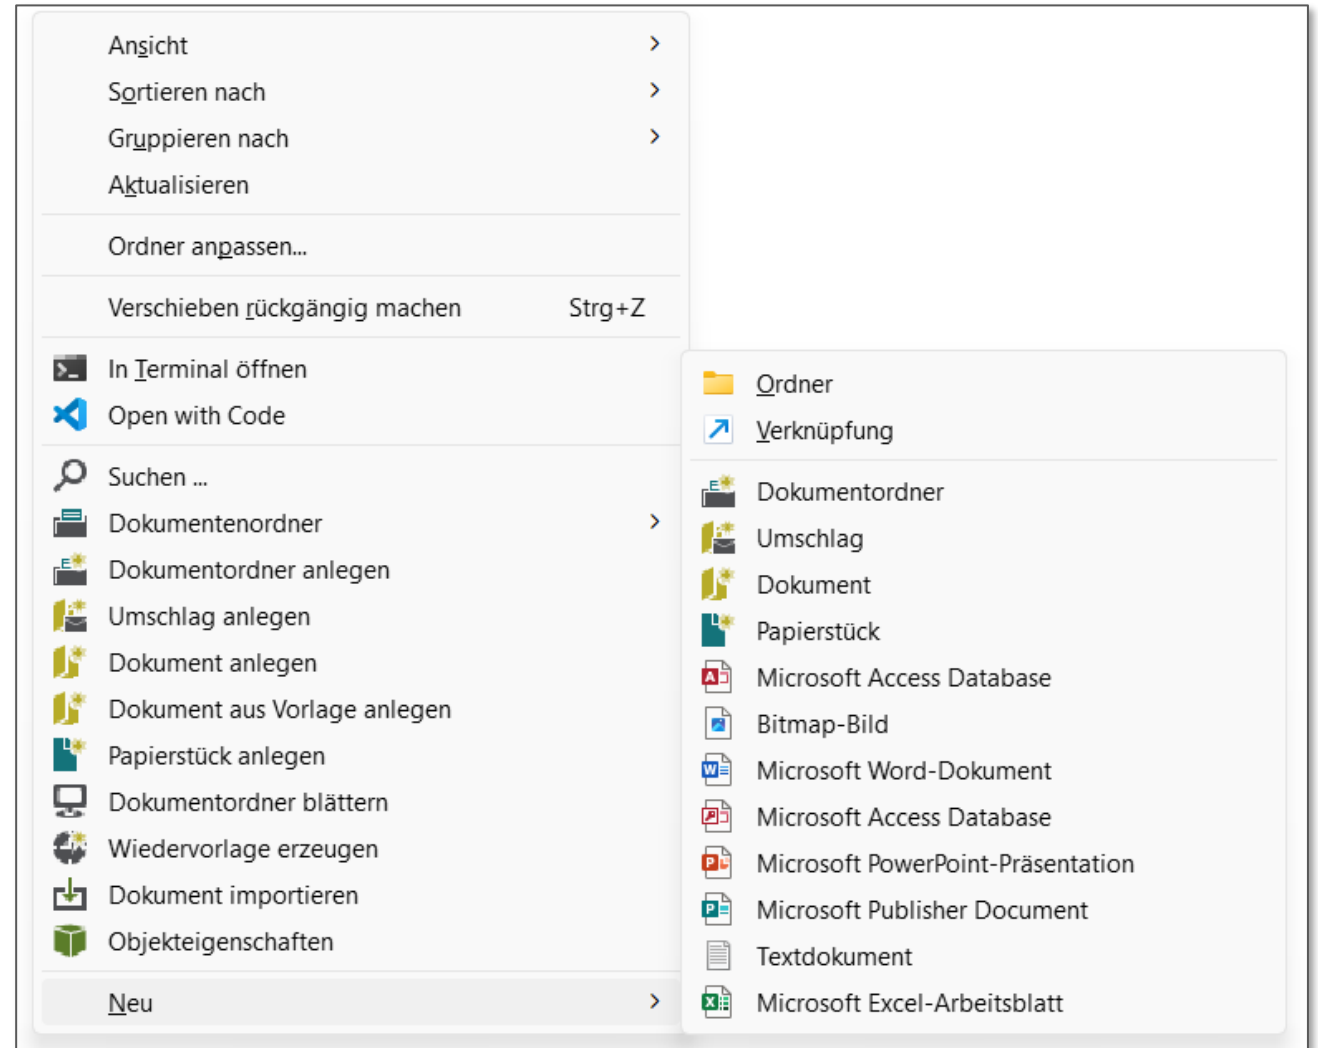 Ansicht
Sortieren nach
Gruppieren nach
Aktualisieren
Ordner anpassen...
Verschieben rückgängig machen Strg+Z
In Terminal öffnen
Open with Code
Suchen ...
Dokumentenordner
Dokumentordner anlegen
Umschlag anlegen
Dokument anlegen
Dokument aus Vorlage anlegen
Papierstück anlegen
Dokumentordner blättern
Wiedervorlage erzeugen
Dokument importieren
Objekteigenschaften
Neu
Ordner
Verknüpfung
Dokumentordner
Umschlag
Dokument
Papierstück
Microsoft Access Database
Bitmap-Bild
Microsoft Word-Dokument
Microsoft Access Database
Microsoft PowerPoint-Präsentation
Microsoft Publisher Document
Textdokument
Microsoft Excel-Arbeitsblatt